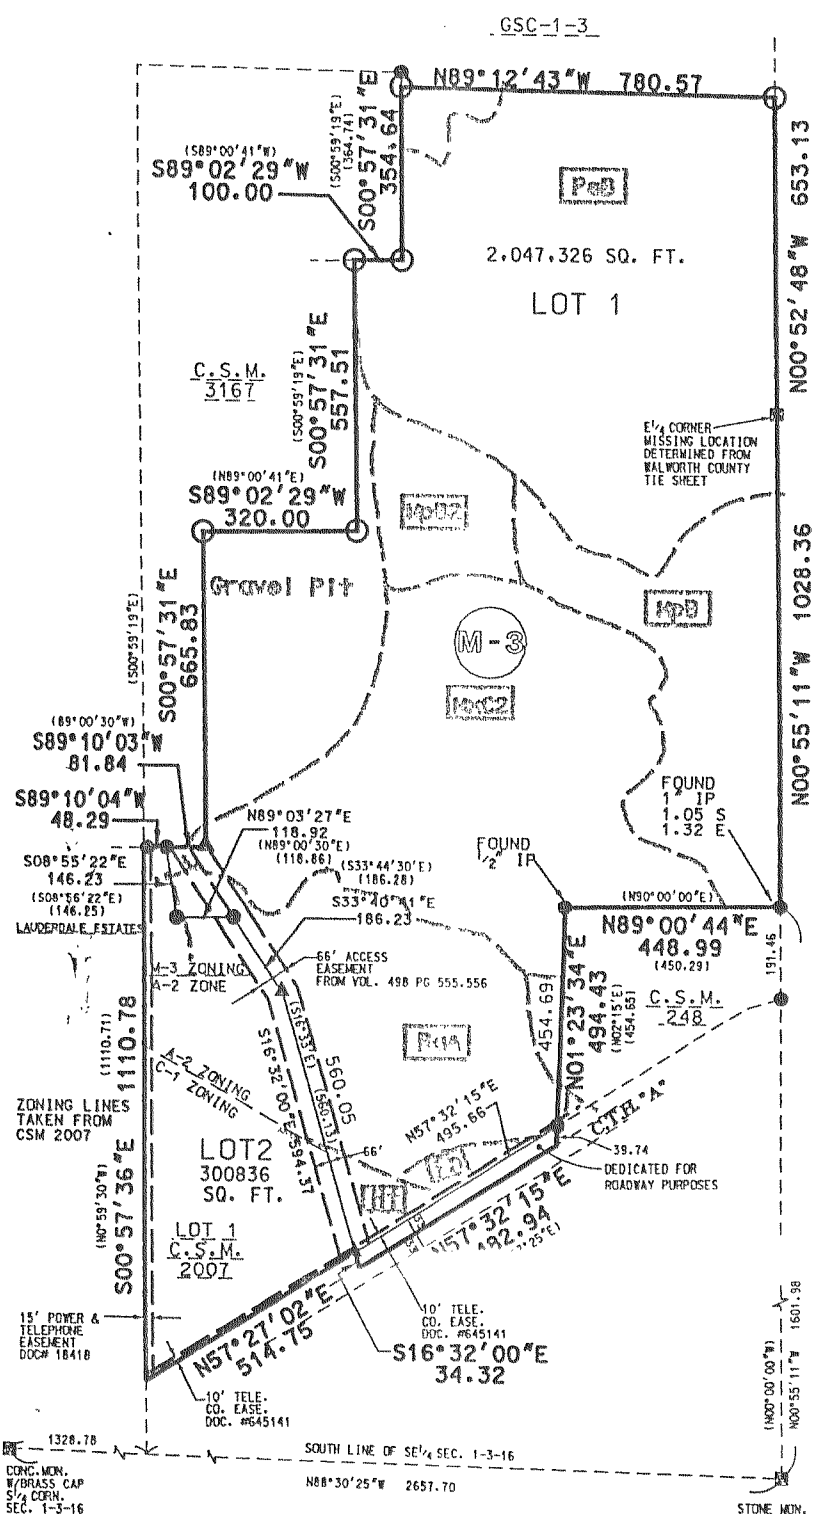 GSC-1-3
N89°12'43"W 780.57
S00°57'31"E
354.64
(S00°59'19"E)
(364.74)
(S89°00'41"W)
S89°02'29"W
100.00
PaB
2.047.326 SQ. FT.
LOT 1
N00°52'48"W 653.13
C.S.M.
3167
(S00°59'19"E)
S00°57'31"E
557.51
E¼ CORNER
MISSING LOCATION
DETERMINED FROM
WALWORTH COUNTY
TIE SHEET
(N89°00'41"E)
S89°02'29"W
320.00
MpB2
Gravel Pit
MpB
M-3
MxC2
N00°55'11"W 1028.36
(S00°59'19"E)
S00°57'31"E
665.83
(89°00'30"W)
S89°10'03"W
81.84
S89°10'04"W
48.29
N89°03'27"E
118.92
(N89°00'30"E)
(118.86)
FOUND
1" IP
1.05 S
1.32 E
FOUND
1/2" IP
S08°55'22"E
146.23
(S08°56'22"E)
(146.25)
LAUDERDALE ESTATES
(S33°44'30"E)
(186.28)
S33°40'41"E
186.23
(N90°00'00"E)
N89°00'44"E
448.99
(450.29)
191.46
M-3 ZONING
A-2 ZONE
66' ACCESS
EASEMENT
FROM VOL. 498 PG 555.556
454.69
N01°23'34"E
494.43
(N02°15'E)
(454.65)
C.S.M.
248
(1110.71)
1110.78
(N0°59'30"W)
S00°57'36"E
(S16°33'E)
(560.13)
560.05
S16°32'00"E 594.37
A-2 ZONING
C-1 ZONING
ZONING LINES
TAKEN FROM
CSM 2007
N57°32'15"E
495.66
C.T.H. "A"
LOT2
300836
SQ. FT.
66'
39.74
DEDICATED FOR
ROADWAY PURPOSES
Ht
N57°32'15"E
LOT 1
C.S.M.
2007
15' POWER &
TELEPHONE
EASEMENT
DOC# 18418
N57°27'02"E
514.75
10' TELE.
CO. EASE.
DOC. #645141
S16°32'00"E
34.32
10' TELE.
CO. EASE.
DOC. #645141
(N00°00'00"W)
N00°55'11"W 1601.98
1328.78
SOUTH LINE OF SE¼ SEC. 1-3-16
N88°30'25"W 2657.70
CONC.MON.
W/BRASS CAP
S¼ CORN.
SEC. 1-3-16
STONE MON.